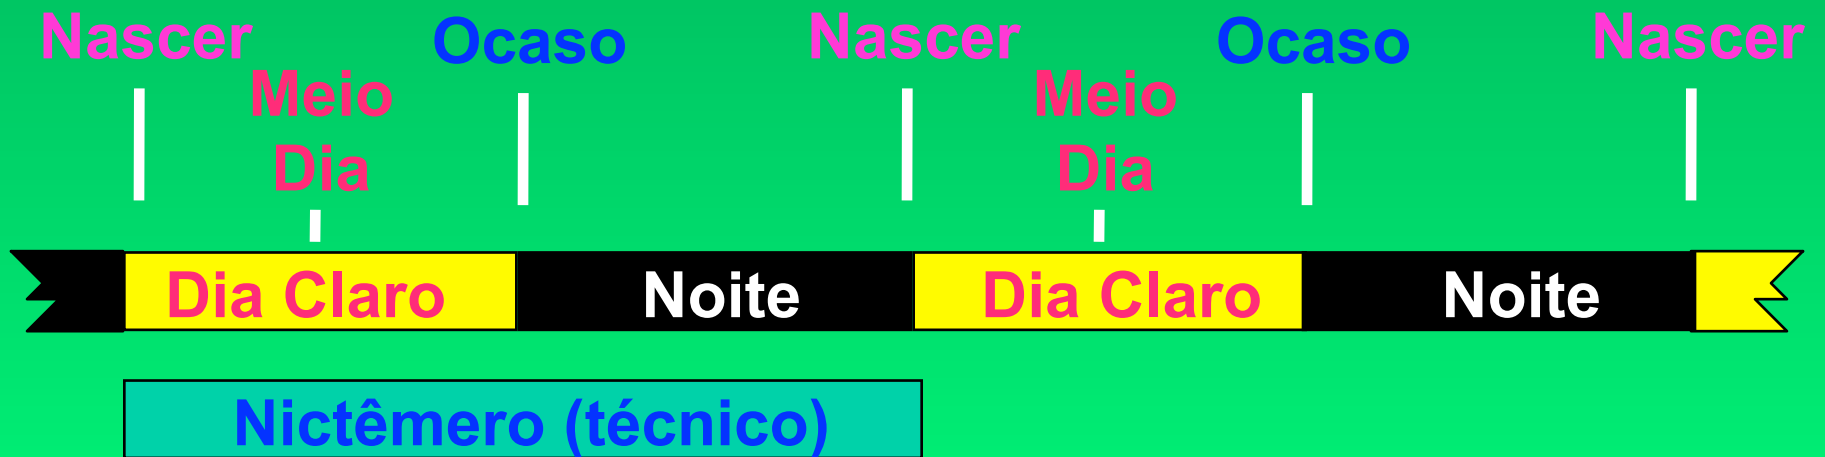 Nascer Ocaso Nascer Ocaso Nascer
Meio Meio
Dia Dia
Dia Claro Noite Dia Claro Noite
Nictêmero (técnico)